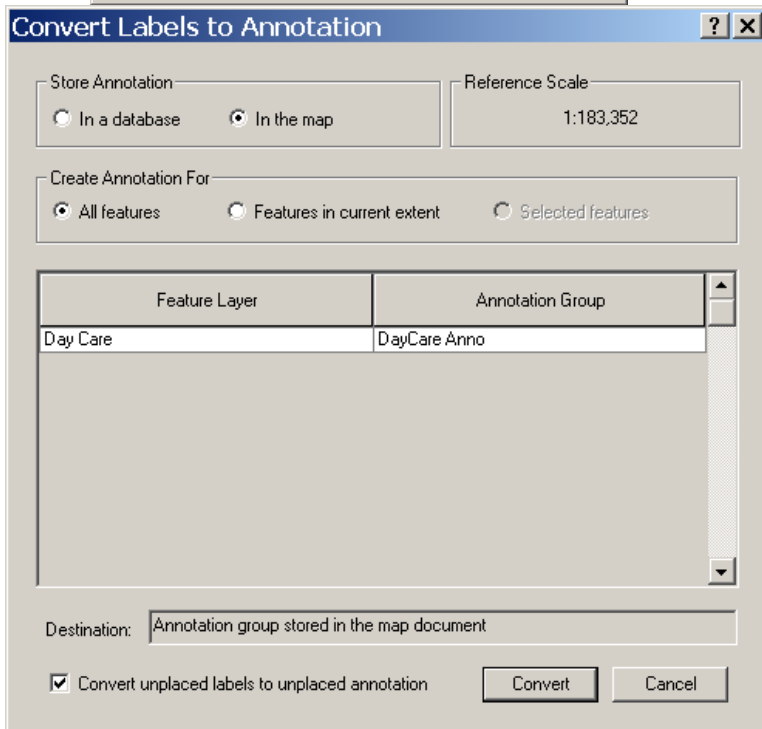 Convert Labels to Annotation
Store Annotation
In a database In the map
Reference Scale
1:183,352
Create Annotation For
All features Features in current extent Selected features
Feature Layer Annotation Group
Day Care DayCare Anno
Destination: Annotation group stored in the map document
Convert unplaced labels to unplaced annotation Convert Cancel